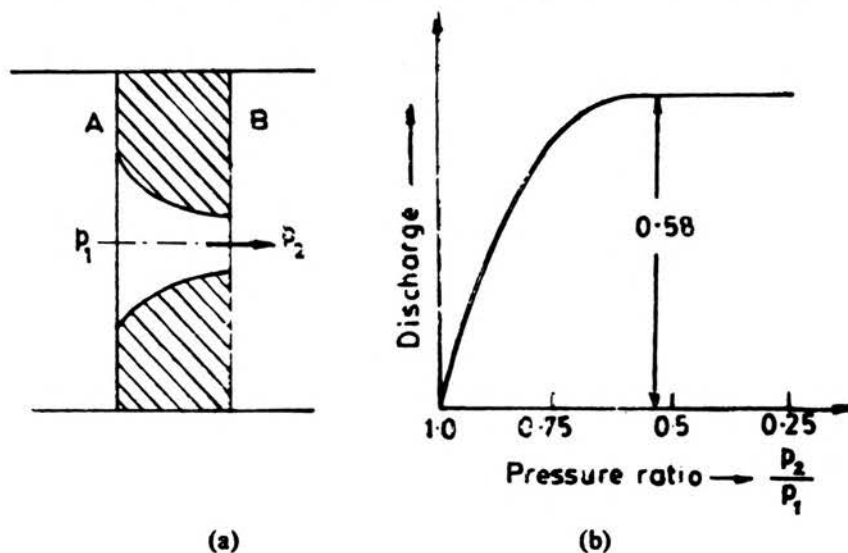 A
B
p₁
p₂
(a)
Discharge
0.58
1.0
0.75
0.5
0.25
Pressure ratio → p₂/p₁
(b)